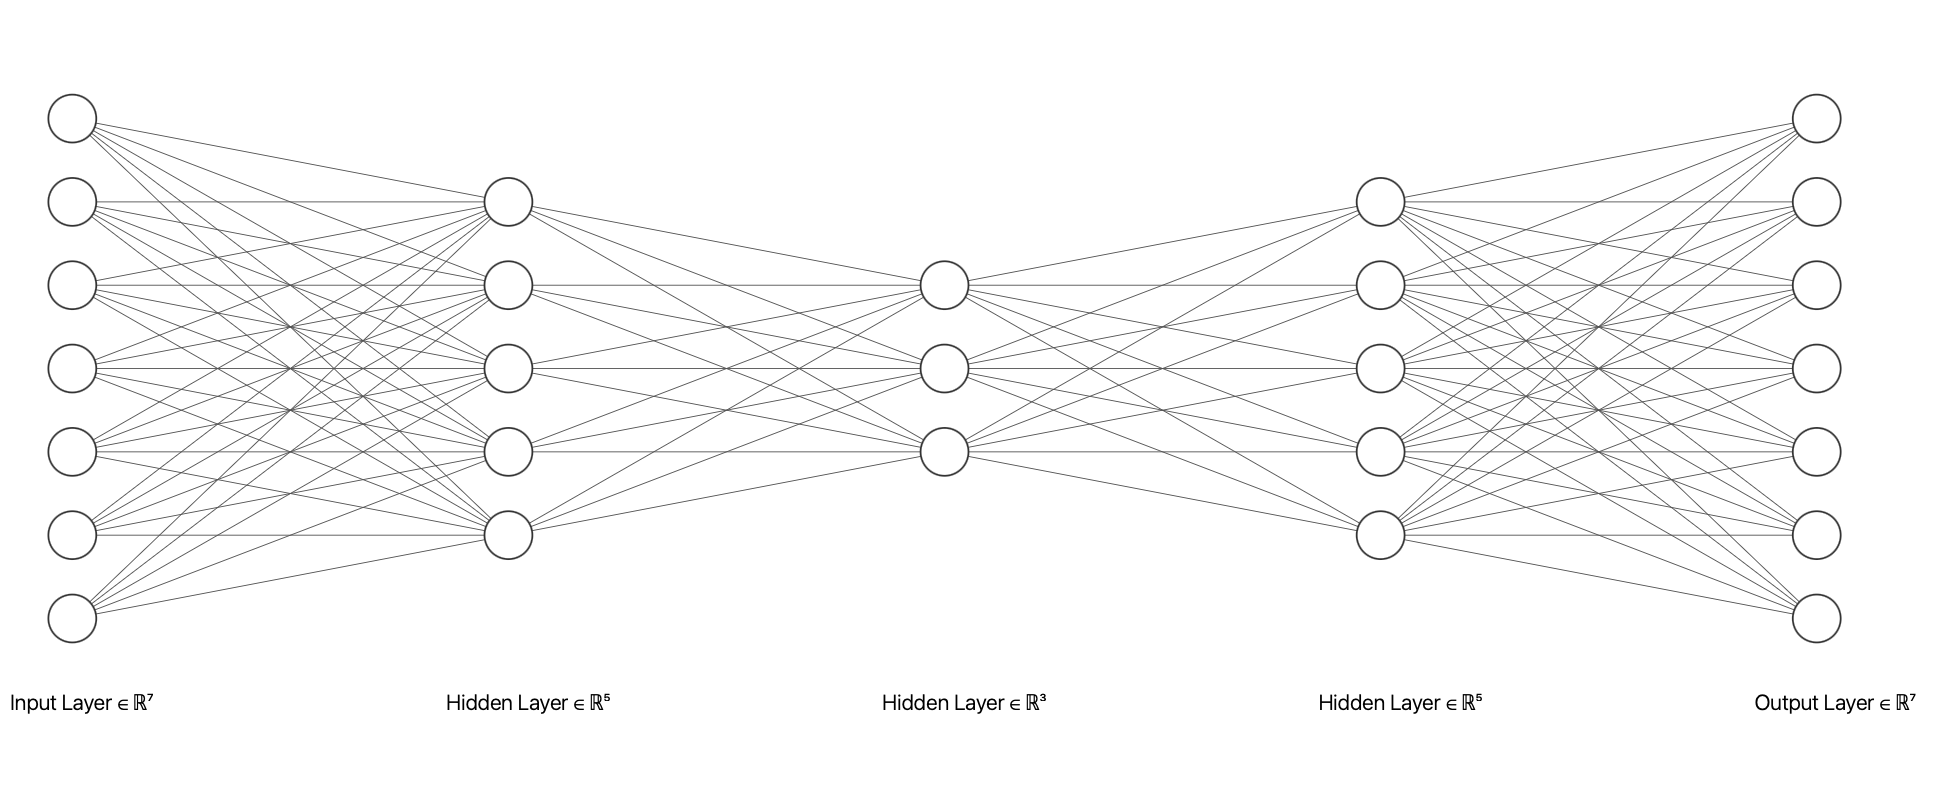 Input Layer ∈ ℝ⁷
Hidden Layer ∈ ℝ⁵
Hidden Layer ∈ ℝ³
Hidden Layer ∈ ℝ⁵
Output Layer ∈ ℝ⁷